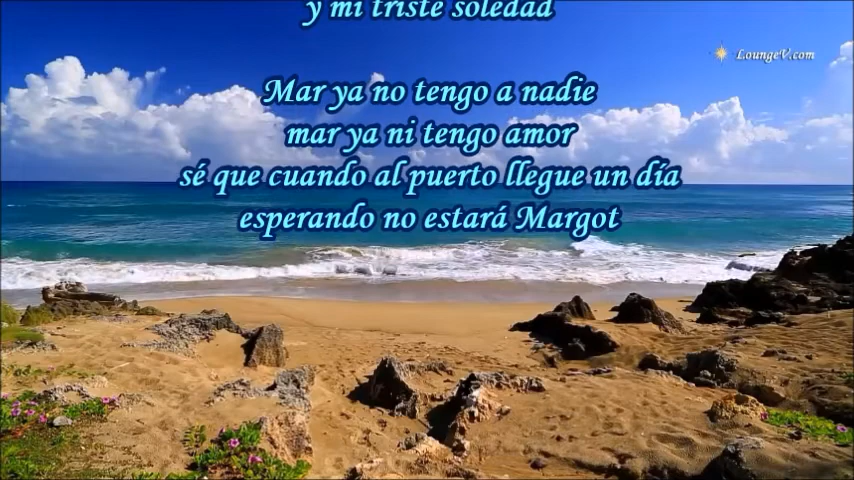 y mi triste soledad
LoungeV.com
Mar ya no tengo a nadie
mar ya ni tengo amor
sé que cuando al puerto llegue un día
esperando no estará Margot